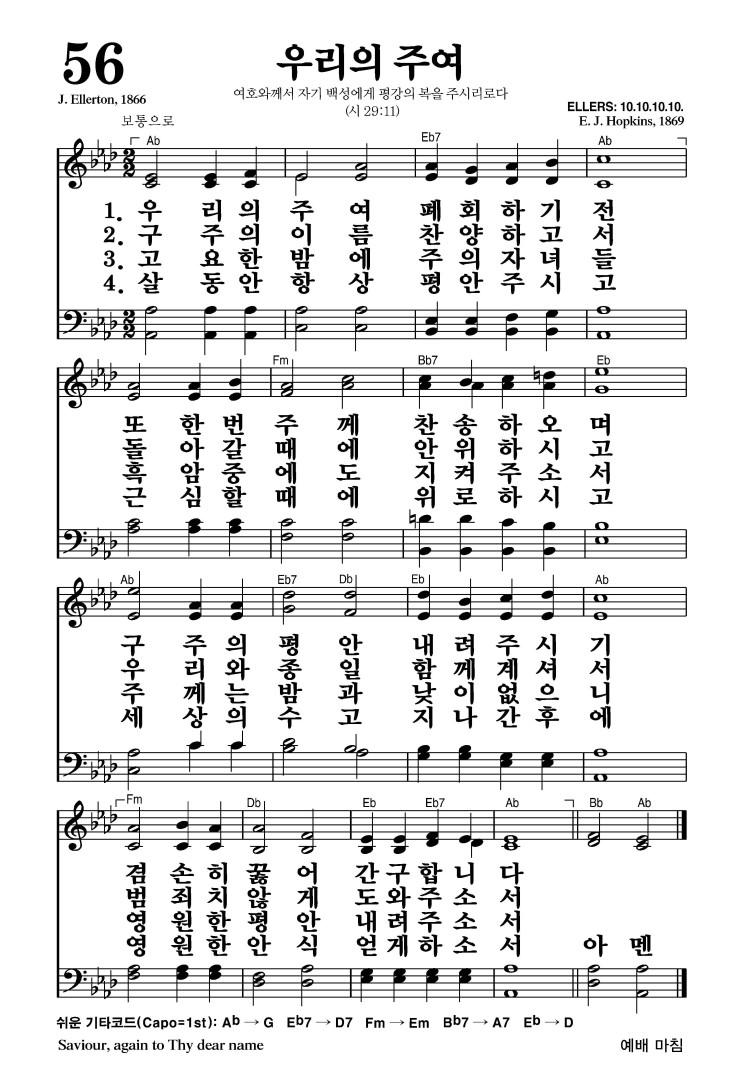 56
우리의 주여
여호와께서 자기 백성에게 평강의 복을 주시리로다
(시 29:11)
J. Ellerton, 1866
ELLERS: 10.10.10.10.
E. J. Hopkins, 1869
보통으로
Ab Eb7 Ab
1. 우 리 의 주 여 폐 회 하 기 전
2. 구 주 의 이 름 찬 양 하 고 서
3. 고 요 한 밤 에 주 의 자 녀 들
4. 살 동 안 항 상 평 안 주 시 고
Fm Bb7 Eb
또 한 번 주 께 찬 송 하 오 며
돌 아 갈 때 에 안 위 하 시 고
흑 암 중 에 도 지 켜 주 소 서
근 심 할 때 에 위 로 하 시 고
Ab Eb7 Db Eb Ab
구 주 의 평 안 내 려 주 시 기
우 리 와 종 일 함 께 계 셔 서
주 께 는 밤 과 낮 이 없 으 니
세 상 의 수 고 지 나 간 후 에
Fm Db Eb Eb7 Ab Bb Ab
겸 손 히 꿇 어 간 구 합 니 다
범 죄 치 않 게 도 와 주 소 서
영 원 한 평 안 내 려 주 소 서
영 원 한 안 식 얻 게 하 소 서 아 멘
쉬운 기타코드(Capo=1st): Ab → G Eb7 → D7 Fm → Em Bb7 → A7 Eb → D
Saviour, again to Thy dear name
예배 마침